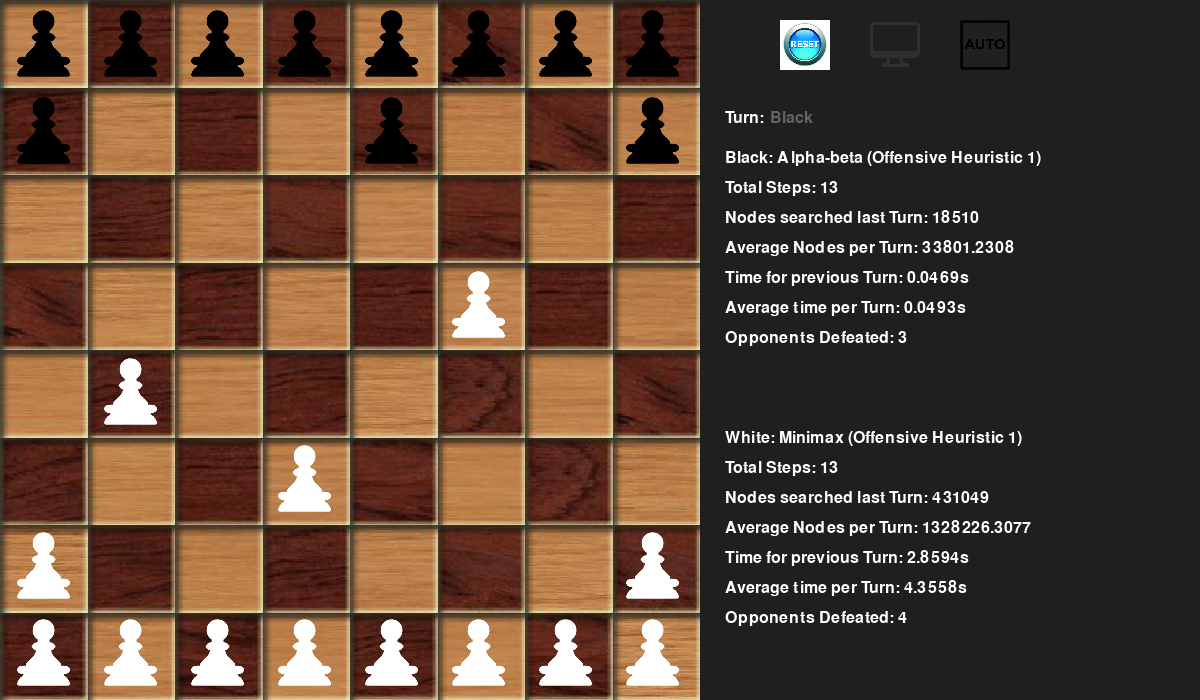 RESET
AUTO
Turn: Black
Black: Alpha-beta (Offensive Heuristic 1)
Total Steps: 13
Nodes searched last Turn: 18510
Average Nodes per Turn: 33801.2308
Time for previous Turn: 0.0469s
Average time per Turn: 0.0493s
Opponents Defeated: 3
White: Minimax (Offensive Heuristic 1)
Total Steps: 13
Nodes searched last Turn: 431049
Average Nodes per Turn: 1328226.3077
Time for previous Turn: 2.8594s
Average time per Turn: 4.3558s
Opponents Defeated: 4